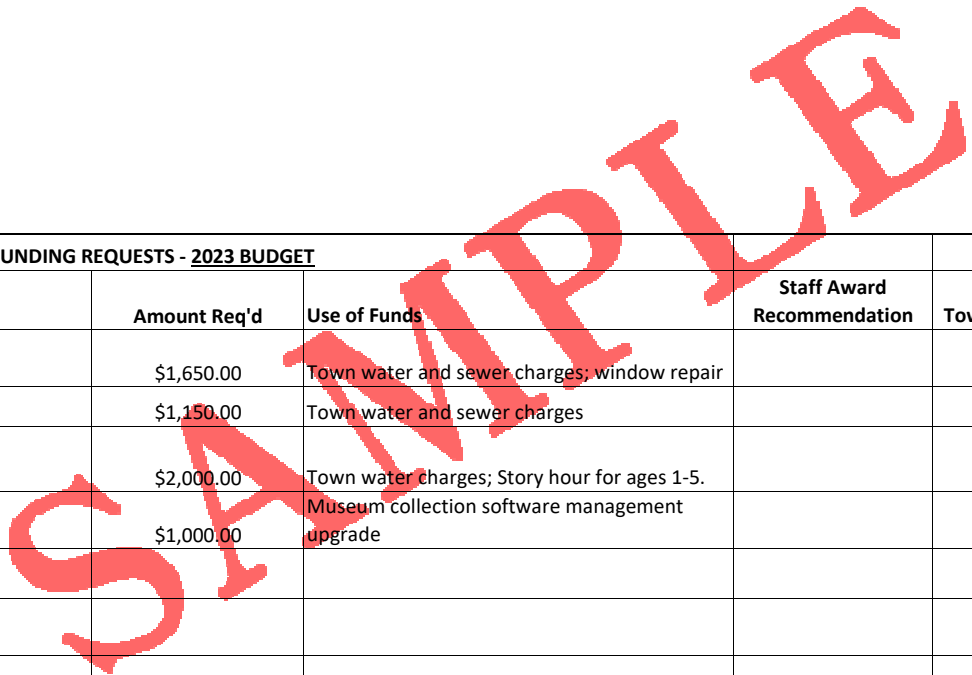 SAMPLE
UNDING REQUESTS - 2023 BUDGET
Amount Req'd Use of Funds Staff Award
Recommendation
$1,650.00 Town water and sewer charges; window repair
$1,150.00 Town water and sewer charges
$2,000.00 Town water charges; Story hour for ages 1-5.
$1,000.00 Museum collection software management
upgrade